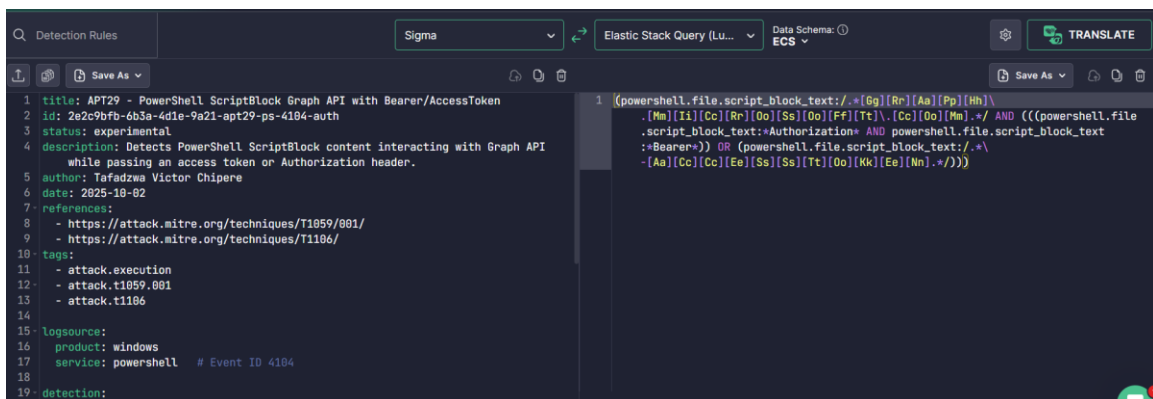 Detection Rules
Sigma
Elastic Stack Query (Lu...
Data Schema:
ECS
TRANSLATE
Save As
Save As
1 title: APT29 - PowerShell ScriptBlock Graph API with Bearer/AccessToken
2 id: 2e2c9bfb-6b3a-4d1e-9a21-apt29-ps-4104-auth
3 status: experimental
4 description: Detects PowerShell ScriptBlock content interacting with Graph API
while passing an access token or Authorization header.
5 author: Tafadzwa Victor Chipere
6 date: 2025-10-02
7 references:
8 - https://attack.mitre.org/techniques/T1059/001/
9 - https://attack.mitre.org/techniques/T1106/
10 tags:
11 - attack.execution
12 - attack.t1059.001
13 - attack.t1106
14
15 logsource:
16 product: windows
17 service: powershell # Event ID 4104
18
19 detection:
1 (powershell.file.script_block_text:/.*[Gg][Rr][Aa][Pp][Hh]\
.[Mm][Ii][Cc][Rr][Oo][Ss][Oo][Ff][Tt]\.[Cc][Oo][Mm].*/ AND (((powershell.file
.script_block_text:*Authorization* AND powershell.file.script_block_text
:*Bearer*)) OR (powershell.file.script_block_text:/.*\
-[Aa][Cc][Cc][Ee][Ss][Ss][Tt][Oo][Kk][Ee][Nn].*/)))